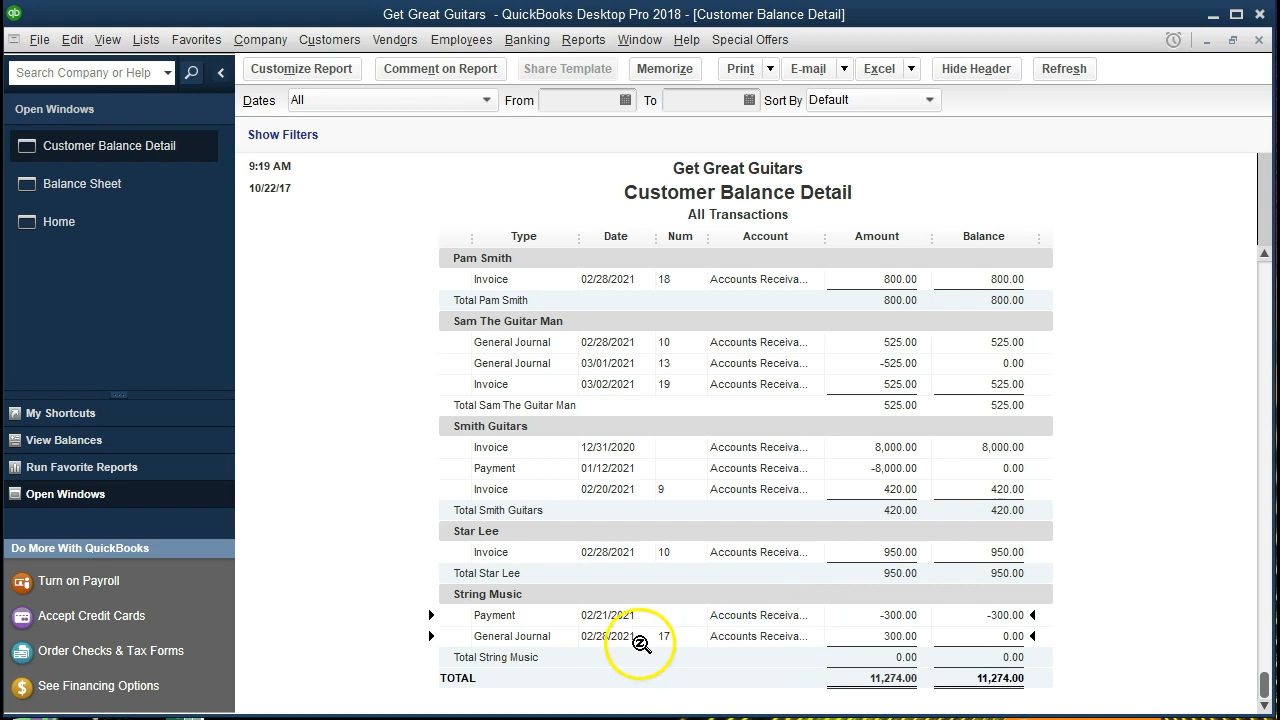 Get Great Guitars - QuickBooks Desktop Pro 2018 - [Customer Balance Detail]
File Edit View Lists Favorites Company Customers Vendors Employees Banking Reports Window Help Special Offers
Search Company or Help
Customize Report Comment on Report Share Template Memorize Print E-mail Excel Hide Header Refresh
Dates All From To Sort By Default
Open Windows
Customer Balance Detail
Balance Sheet
Home
My Shortcuts
View Balances
Run Favorite Reports
Open Windows
Do More With QuickBooks
Turn on Payroll
Accept Credit Cards
Order Checks & Tax Forms
See Financing Options
Show Filters
9:19 AM
10/22/17
Get Great Guitars
Customer Balance Detail
All Transactions
Type Date Num Account Amount Balance
Pam Smith
Invoice 02/28/2021 18 Accounts Receiva... 800.00 800.00
Total Pam Smith 800.00 800.00
Sam The Guitar Man
General Journal 02/28/2021 10 Accounts Receiva... 525.00 525.00
General Journal 03/01/2021 13 Accounts Receiva... -525.00 0.00
Invoice 03/02/2021 19 Accounts Receiva... 525.00 525.00
Total Sam The Guitar Man 525.00 525.00
Smith Guitars
Invoice 12/31/2020 Accounts Receiva... 8,000.00 8,000.00
Payment 01/12/2021 Accounts Receiva... -8,000.00 0.00
Invoice 02/20/2021 9 Accounts Receiva... 420.00 420.00
Total Smith Guitars 420.00 420.00
Star Lee
Invoice 02/28/2021 10 Accounts Receiva... 950.00 950.00
Total Star Lee 950.00 950.00
String Music
Payment 02/21/2021 Accounts Receiva... -300.00 -300.00
General Journal 02/28/2021 17 Accounts Receiva... 300.00 0.00
Total String Music 0.00 0.00
TOTAL 11,274.00 11,274.00